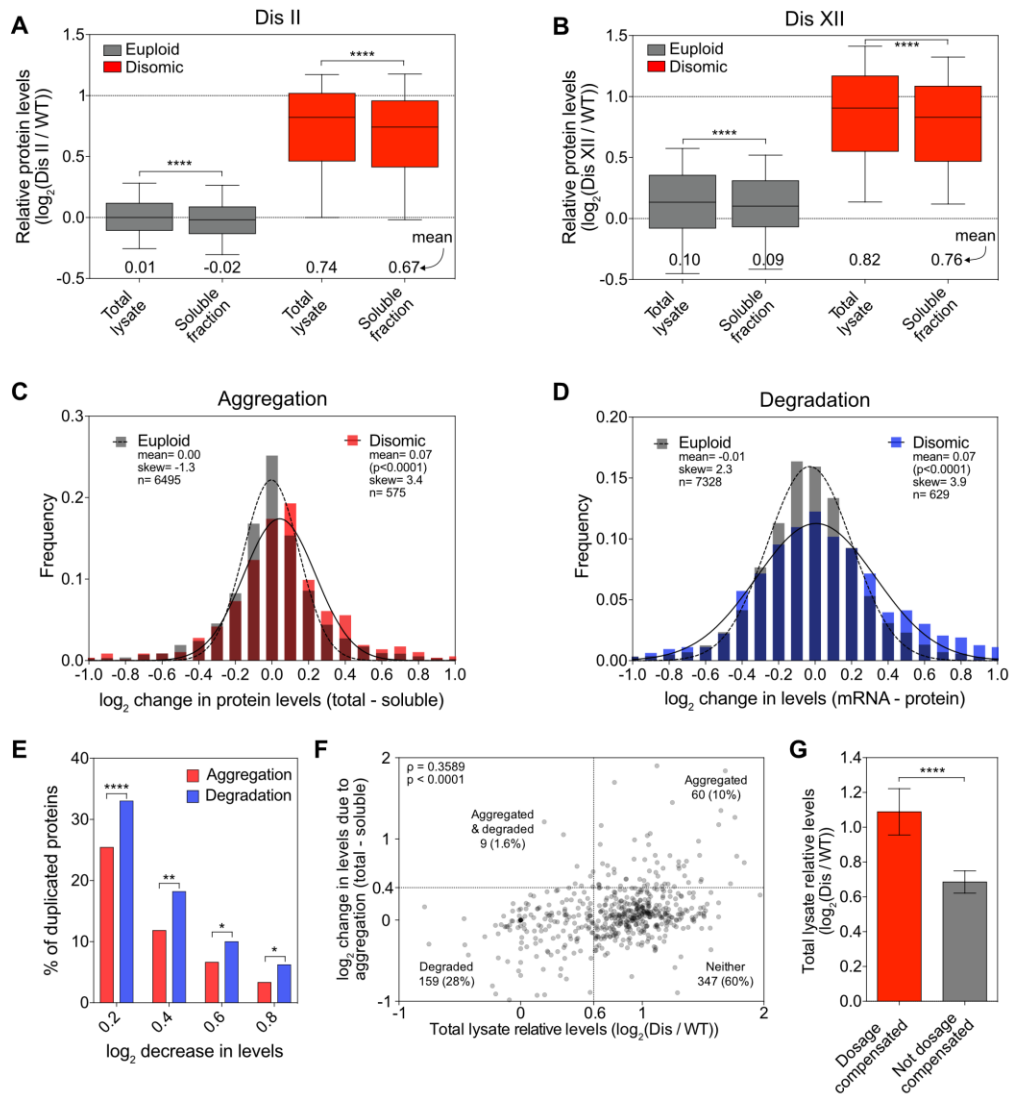 A
Dis II
Relative protein levels
(log2(Dis II / WT))
1.5
1.0
0.5
0.0
-0.5
Euploid
Disomic
****
****
mean
0.01
-0.02
0.74
0.67
Total
lysate
Soluble
fraction
Total
lysate
Soluble
fraction
B
Dis XII
Relative protein levels
(log2(Dis XII / WT))
1.5
1.0
0.5
0.0
-0.5
Euploid
Disomic
****
****
mean
0.10
0.09
0.82
0.76
Total
lysate
Soluble
fraction
Total
lysate
Soluble
fraction
C
Aggregation
Frequency
0.3
0.2
0.1
0.0
Euploid
mean= 0.00
skew= -1.3
n= 6495
Disomic
mean= 0.07
(p<0.0001)
skew= 3.4
n= 575
-1.0 -0.8 -0.6 -0.4 -0.2 0.0 0.2 0.4 0.6 0.8 1.0
log2 change in protein levels (total - soluble)
D
Degradation
Frequency
0.20
0.15
0.10
0.05
0.00
Euploid
mean= -0.01
skew= 2.3
n= 7328
Disomic
mean= 0.07
(p<0.0001)
skew= 3.9
n= 629
-1.0 -0.8 -0.6 -0.4 -0.2 0.0 0.2 0.4 0.6 0.8 1.0
log2 change in levels (mRNA - protein)
E
% of duplicated proteins
40
30
20
10
0
Aggregation
Degradation
****
**
*
*
0.2 0.4 0.6 0.8
log2 decrease in levels
F
log2 change in levels due to
aggregation (total - soluble)
2
1
0.4
0
-1
ρ = 0.3589
p < 0.0001
Aggregated
60 (10%)
Aggregated
& degraded
9 (1.6%)
Degraded
159 (28%)
Neither
347 (60%)
-1 0 0.6 1 2
Total lysate relative levels (log2(Dis / WT))
G
Total lysate relative levels
(log2(Dis / WT))
1.4
1.2
1.0
0.8
0.6
0.4
0.2
0.0
****
Dosage
compensated
Not dosage
compensated